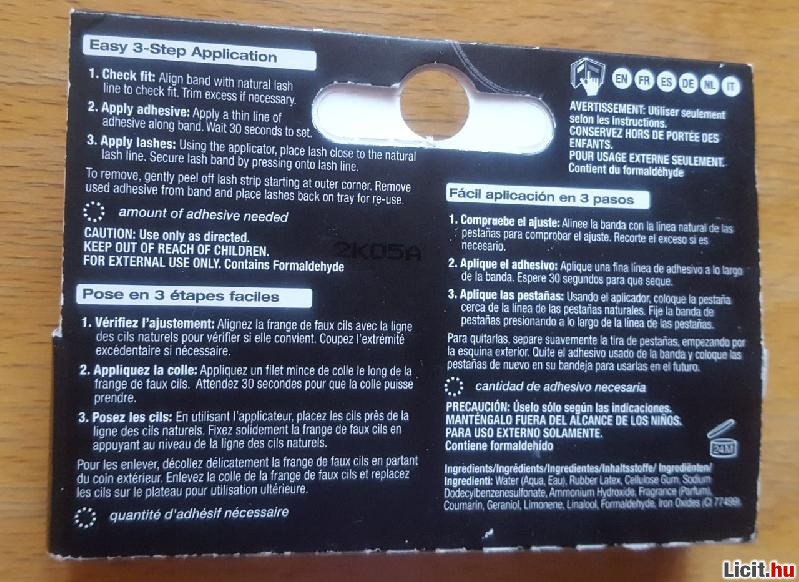 Easy 3-Step Application
1. Check fit: Align band with natural lash
line to check fit. Trim excess if necessary.
2. Apply adhesive: Apply a thin line of
adhesive along band. Wait 30 seconds to set.
3. Apply lashes: Using the applicator, place lash close to the natural
lash line. Secure lash band by pressing onto lash line.
To remove, gently peel off lash strip starting at outer corner. Remove
used adhesive from band and place lashes back on tray for re-use.
amount of adhesive needed
CAUTION: Use only as directed.
KEEP OUT OF REACH OF CHILDREN.
FOR EXTERNAL USE ONLY. Contains Formaldehyde
2K05A
Pose en 3 étapes faciles
1. Vérifiez l'ajustement: Alignez la frange de faux cils avec la ligne
des cils naturels pour vérifier si elle convient. Coupez l'extrémité
excédentaire si nécessaire.
2. Appliquez la colle: Appliquez un filet mince de colle le long de la
frange de faux cils. Attendez 30 secondes pour que la colle puisse
prendre.
3. Posez les cils: En utilisant l'applicateur, placez les cils près de la
ligne des cils naturels. Fixez solidement la frange de faux cils en
appuyant au niveau de la ligne des cils naturels.
Pour les enlever, décollez délicatement la frange de faux cils en partant
du coin extérieur. Enlevez la colle de la frange de faux cils et replacez
les cils sur le plateau pour utilisation ultérieure.
quantité d'adhésif nécessaire
EN FR ES DE NL IT
AVERTISSEMENT: Utiliser seulement
selon les instructions.
CONSERVEZ HORS DE PORTÉE DES
ENFANTS.
POUR USAGE EXTERNE SEULEMENT.
Contient du formaldéhyde
Fácil aplicación en 3 pasos
1. Compruebe el ajuste: Alinee la banda con la línea natural de las
pestañas para comprobar el ajuste. Recorte el exceso si es
necesario.
2. Aplique el adhesivo: Aplique una fina línea de adhesivo a lo largo
de la banda. Espere 30 segundos para que seque.
3. Aplique las pestañas: Usando el aplicador, coloque la pestaña
cerca de la línea de las pestañas naturales. Fije la banda de
pestañas presionando a lo largo de la línea de las pestañas.
Para quitarlas, separe suavemente la tira de pestañas, empezando por
la esquina exterior. Quite el adhesivo usado de la banda y coloque las
pestañas de nuevo en su bandeja para usarlas en el futuro.
cantidad de adhesivo necesaria
PRECAUCIÓN: Úselo sólo según las indicaciones.
MANTÉNGALO FUERA DEL ALCANCE DE LOS NIÑOS.
PARA USO EXTERNO SOLAMENTE.
Contiene formaldehído
24M
Ingredients/Ingrédients/Ingredientes/Inhaltsstoffe/ Ingrediënten/
Ingredienti: Water (Aqua, Eau), Rubber Latex, Cellulose Gum, Sodium
Dodecylbenzenesulfonate, Ammonium Hydroxide, Fragrance (Parfum),
Coumarin, Geraniol, Limonene, Linalool, Formaldehyde, Iron Oxides (CI 77499).
Licit.hu